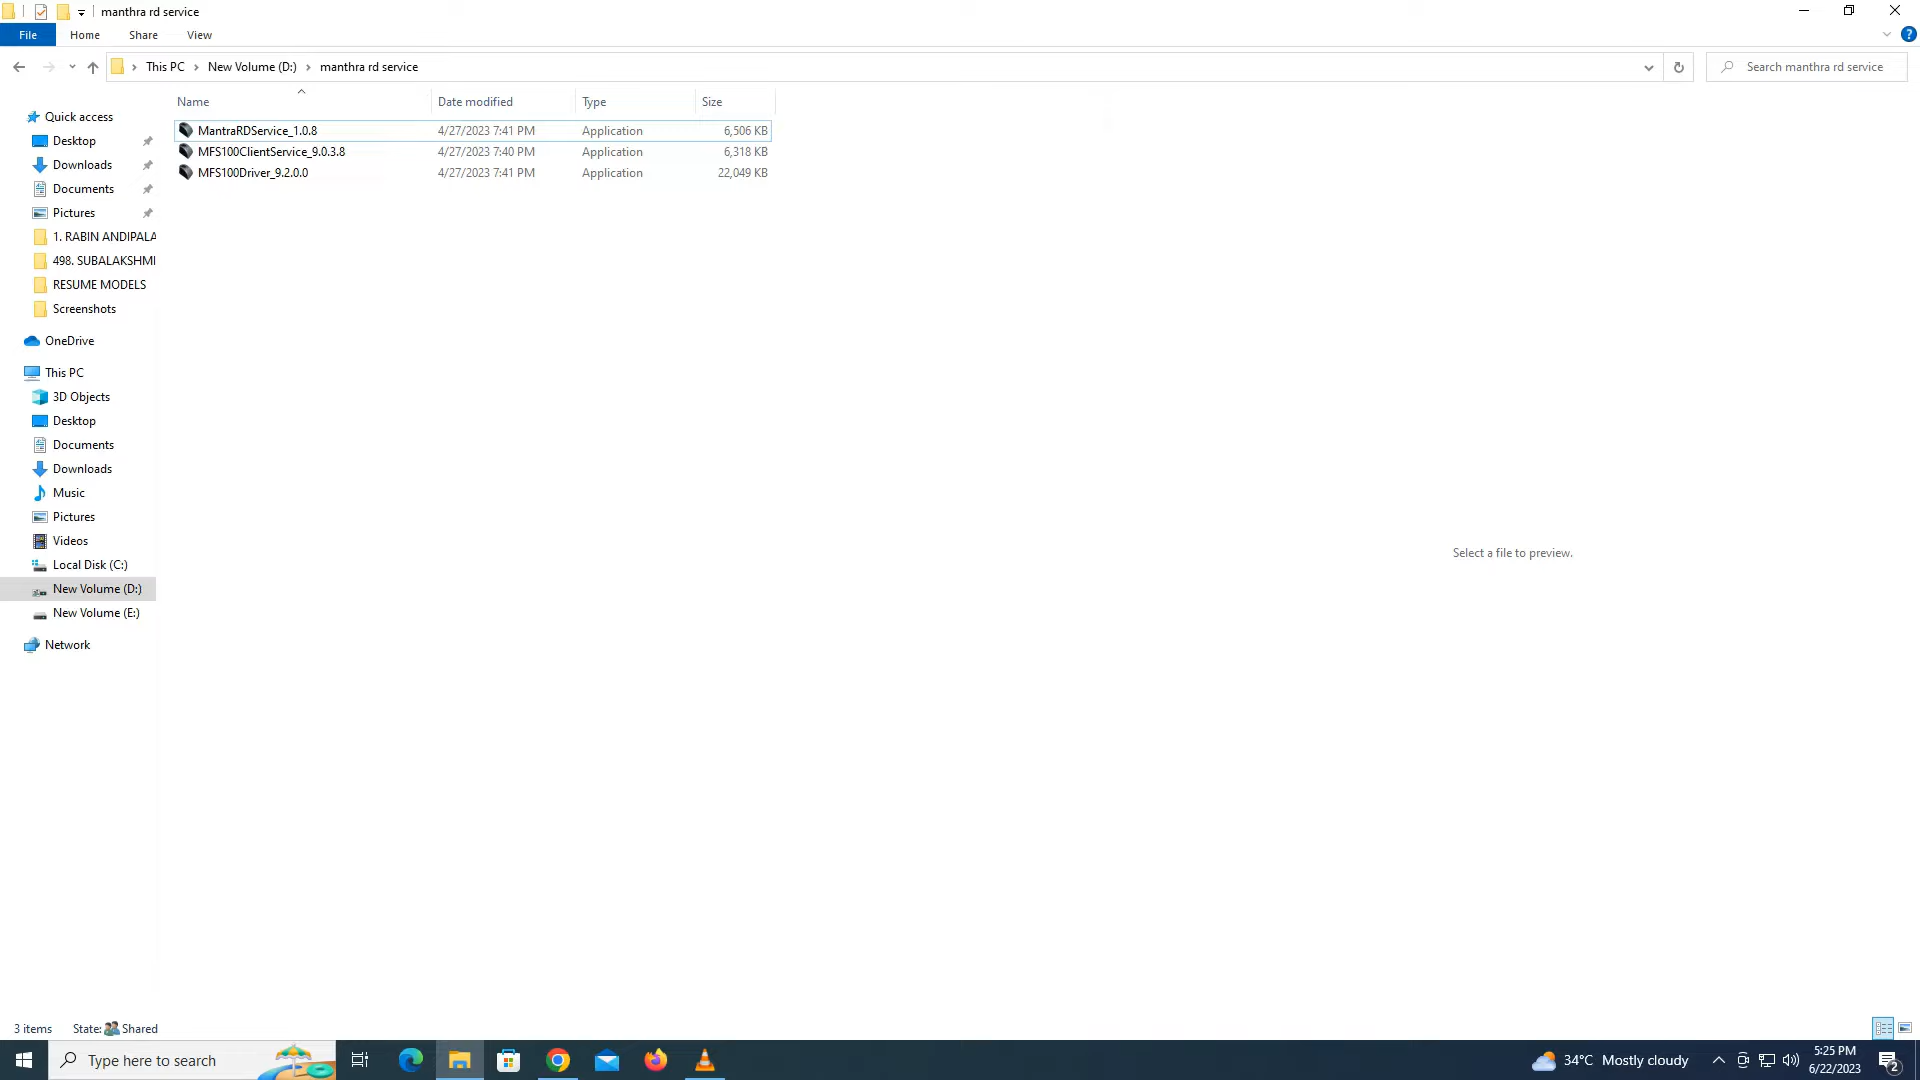 manthra rd service
File Home Share View
This PC New Volume (D:) manthra rd service
Search manthra rd service
Name Date modified Type Size
MantraRDService_1.0.8 4/27/2023 7:41 PM Application 6,506 KB
MFS100ClientService_9.0.3.8 4/27/2023 7:40 PM Application 6,318 KB
MFS100Driver_9.2.0.0 4/27/2023 7:41 PM Application 22,049 KB
Quick access
Desktop
Downloads
Documents
Pictures
1. RABIN ANDIPALA
498. SUBALAKSHMI
RESUME MODELS
Screenshots
OneDrive
This PC
3D Objects
Desktop
Documents
Downloads
Music
Pictures
Videos
Local Disk (C:)
New Volume (D:)
New Volume (E:)
Network
Select a file to preview.
3 items State: Shared
Type here to search
34°C Mostly cloudy
5:25 PM
6/22/2023
2